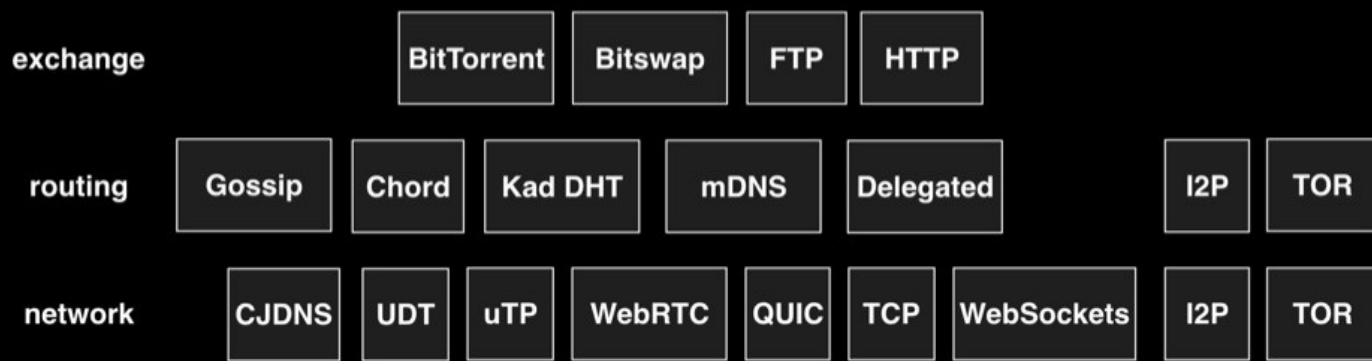 exchange BitTorrent Bitswap FTP HTTP
routing Gossip Chord Kad DHT mDNS Delegated I2P TOR
network CJDNS UDT uTP WebRTC QUIC TCP WebSockets I2P TOR